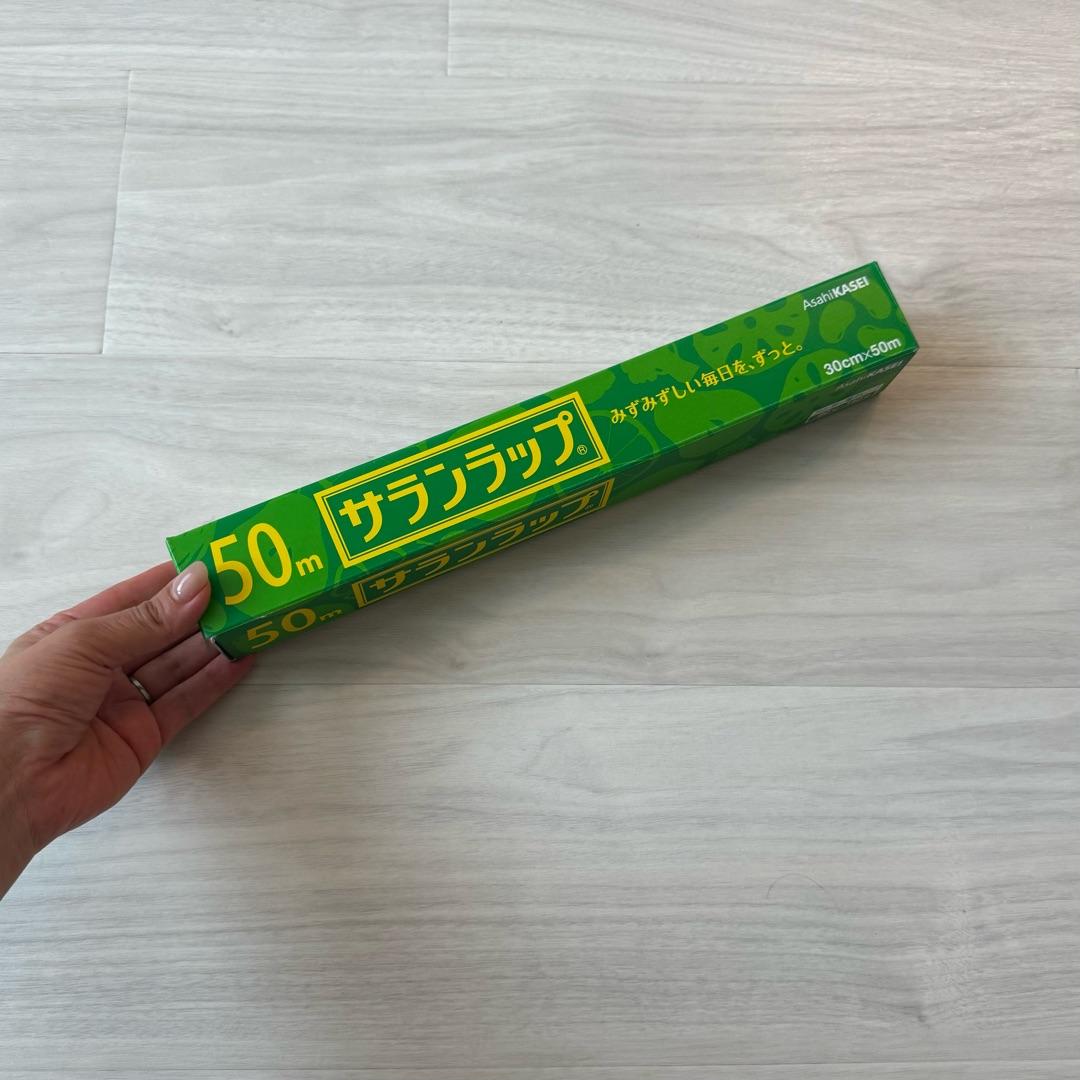 AsahiKASEI
みずみずしい毎日を、ずっと。
30cm×50m
サランラップ®
50m
AsahiKASEI
サランラップ
50m